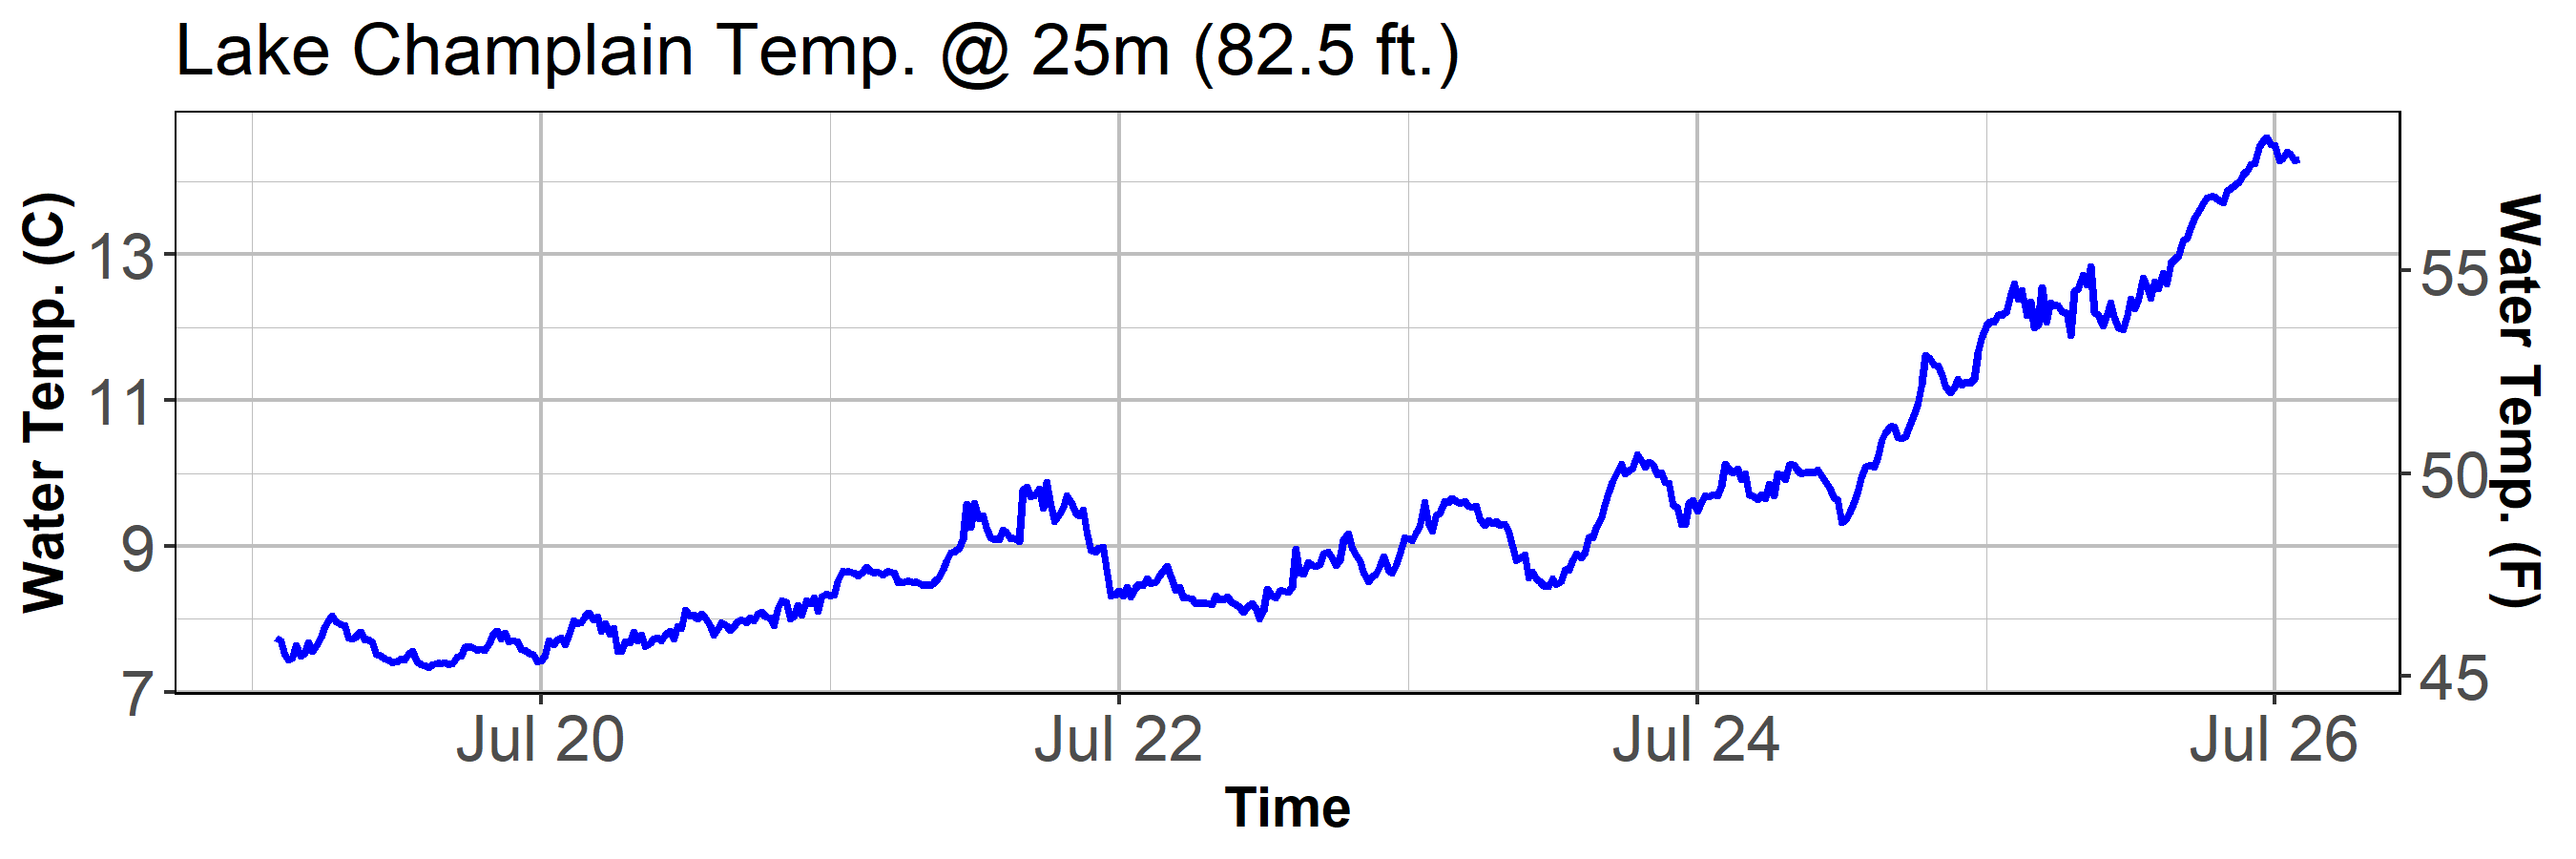 Lake Champlain Temp. @ 25m (82.5 ft.)
Water Temp. (C)
13
11
9
7
55
50
45
Water Temp. (F)
Jul 20
Jul 22
Jul 24
Jul 26
Time